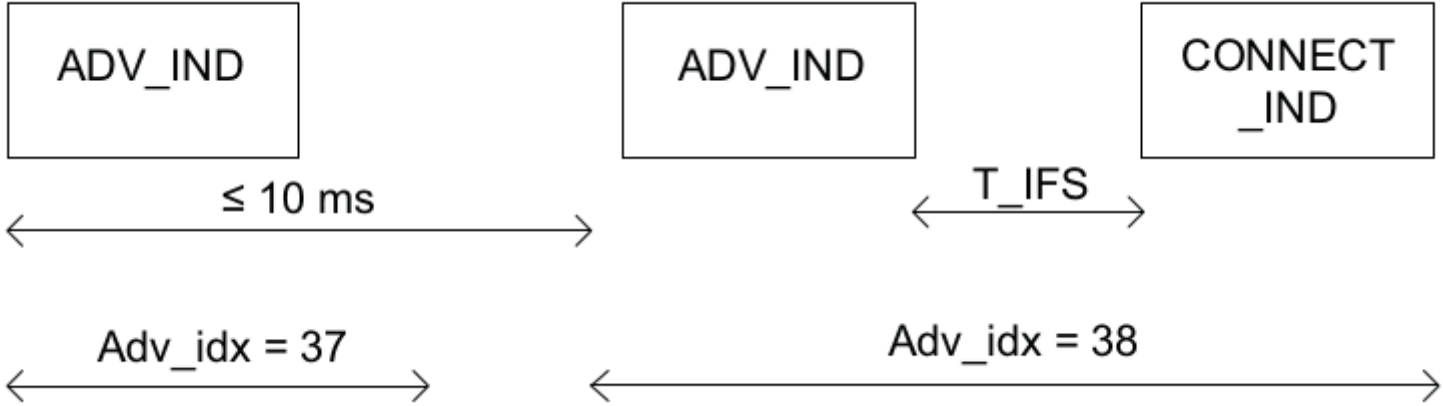 ADV_IND
ADV_IND
CONNECT
_IND
≤ 10 ms
T_IFS
Adv_idx = 37
Adv_idx = 38